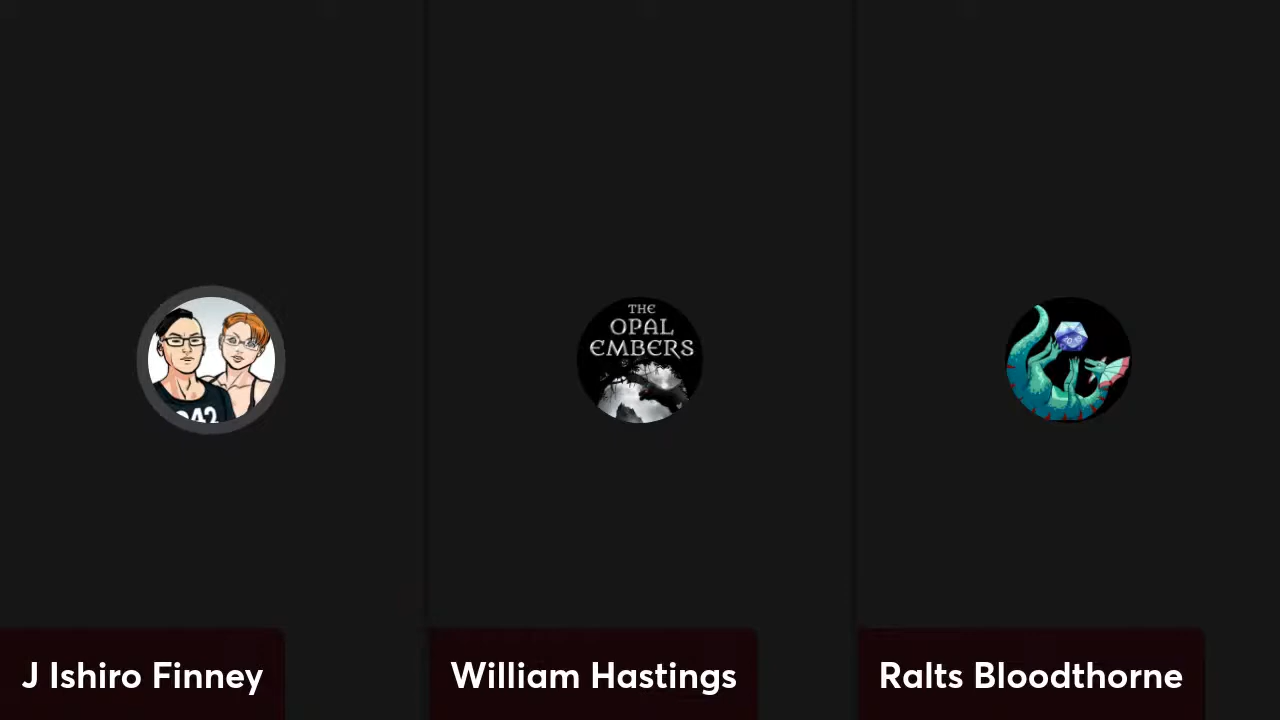 THE
OPAL
EMBERS
J Ishiro Finney
William Hastings
Ralts Bloodthorne